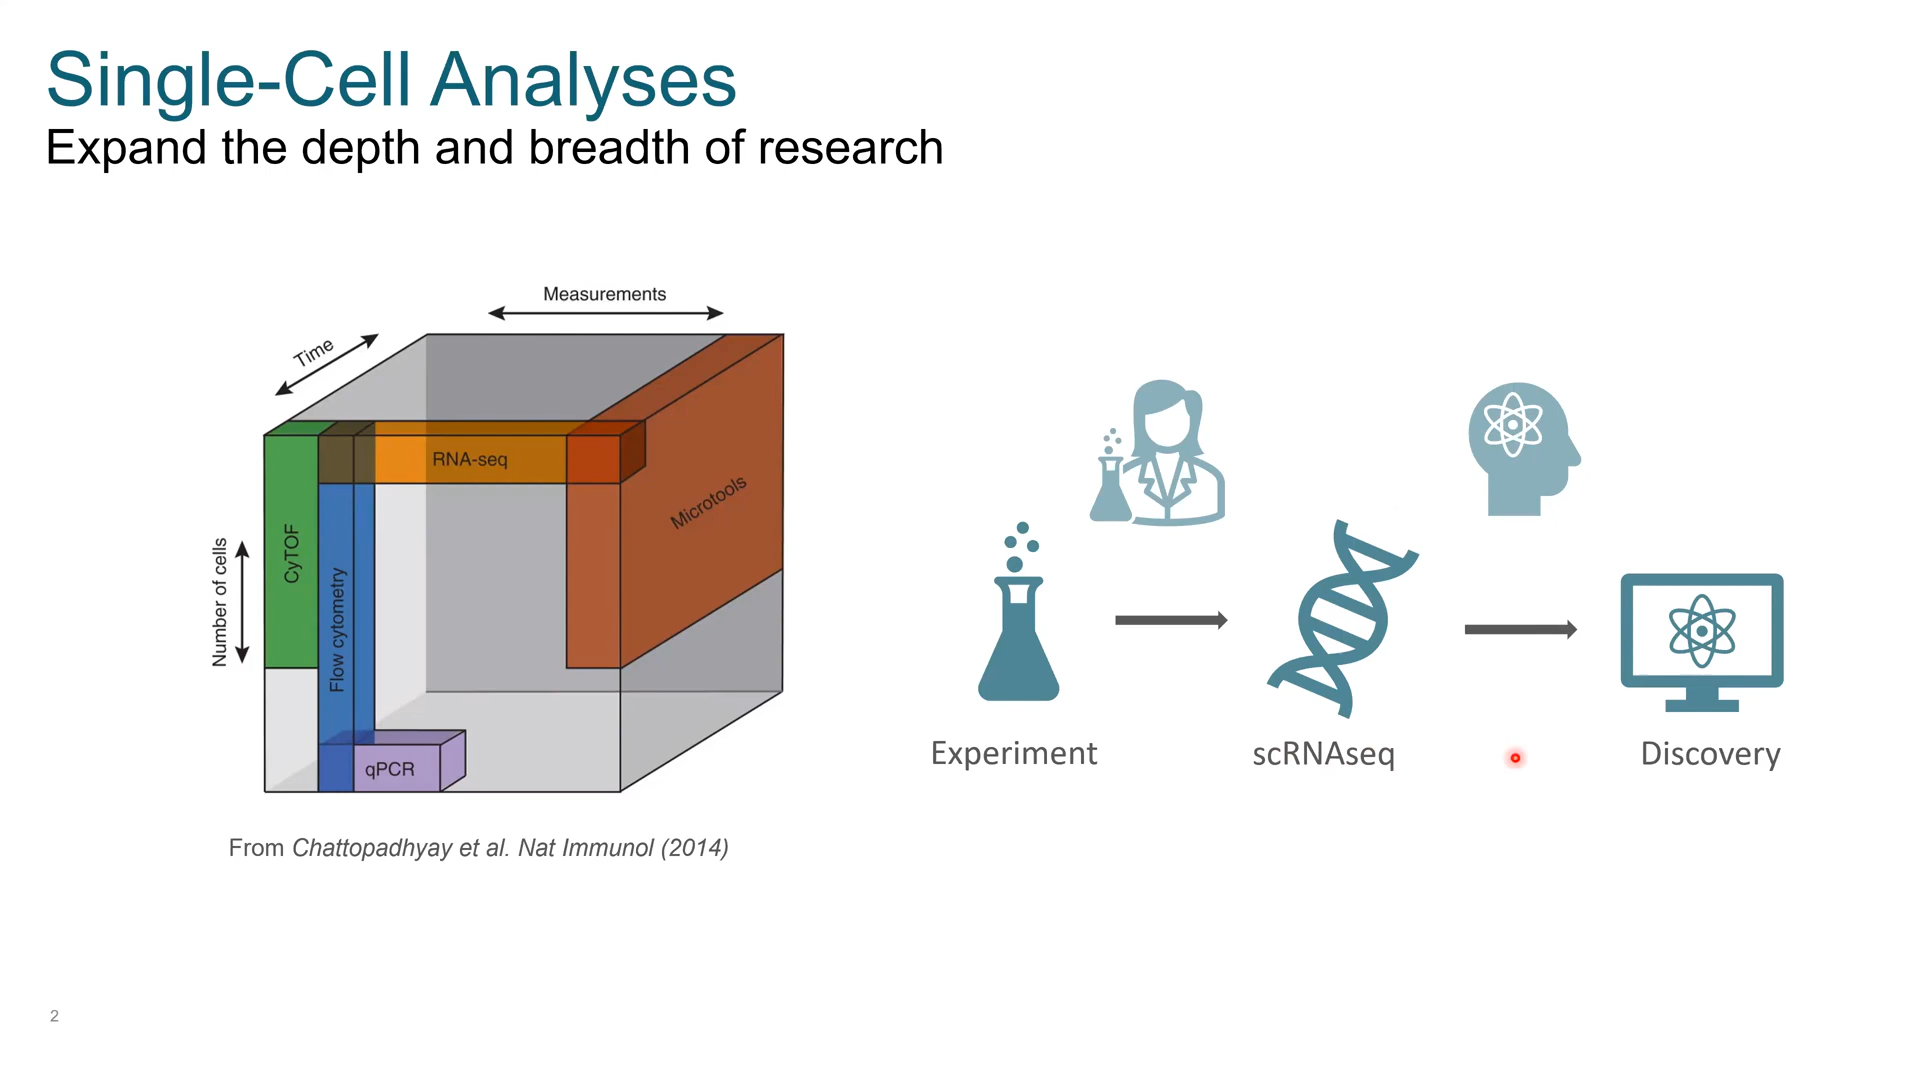 Single-Cell Analyses
Expand the depth and breadth of research
Measurements
Time
Number of cells
CyTOF
Flow cytometry
RNA-seq
Microtools
qPCR
From Chattopadhyay et al. Nat Immunol (2014)
Experiment
scRNAseq
Discovery
2